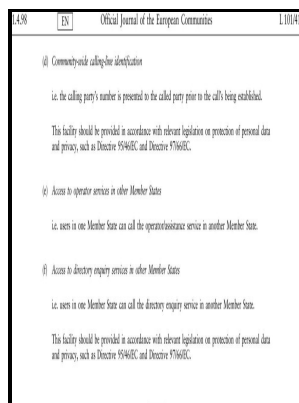 1.4.98 EN Official Journal of the European Communities L 101/41
(d) Community-wide calling-line identification
i.e. the calling party's number is presented to the called party prior to the call's being established.
This facility should be provided in accordance with relevant legislation on protection of personal data
and privacy, such as Directive 95/46/EC and Directive 97/66/EC.
(e) Access to operator services in other Member States
i.e. users in one Member State can call the operator/assistance service in another Member State.
(f) Access to directory enquiry services in other Member States
i.e. users in one Member State can call the directory enquiry service in another Member State.
This facility should be provided in accordance with relevant legislation on protection of personal data
and privacy, such as Directive 95/46/EC and Directive 97/66/EC.